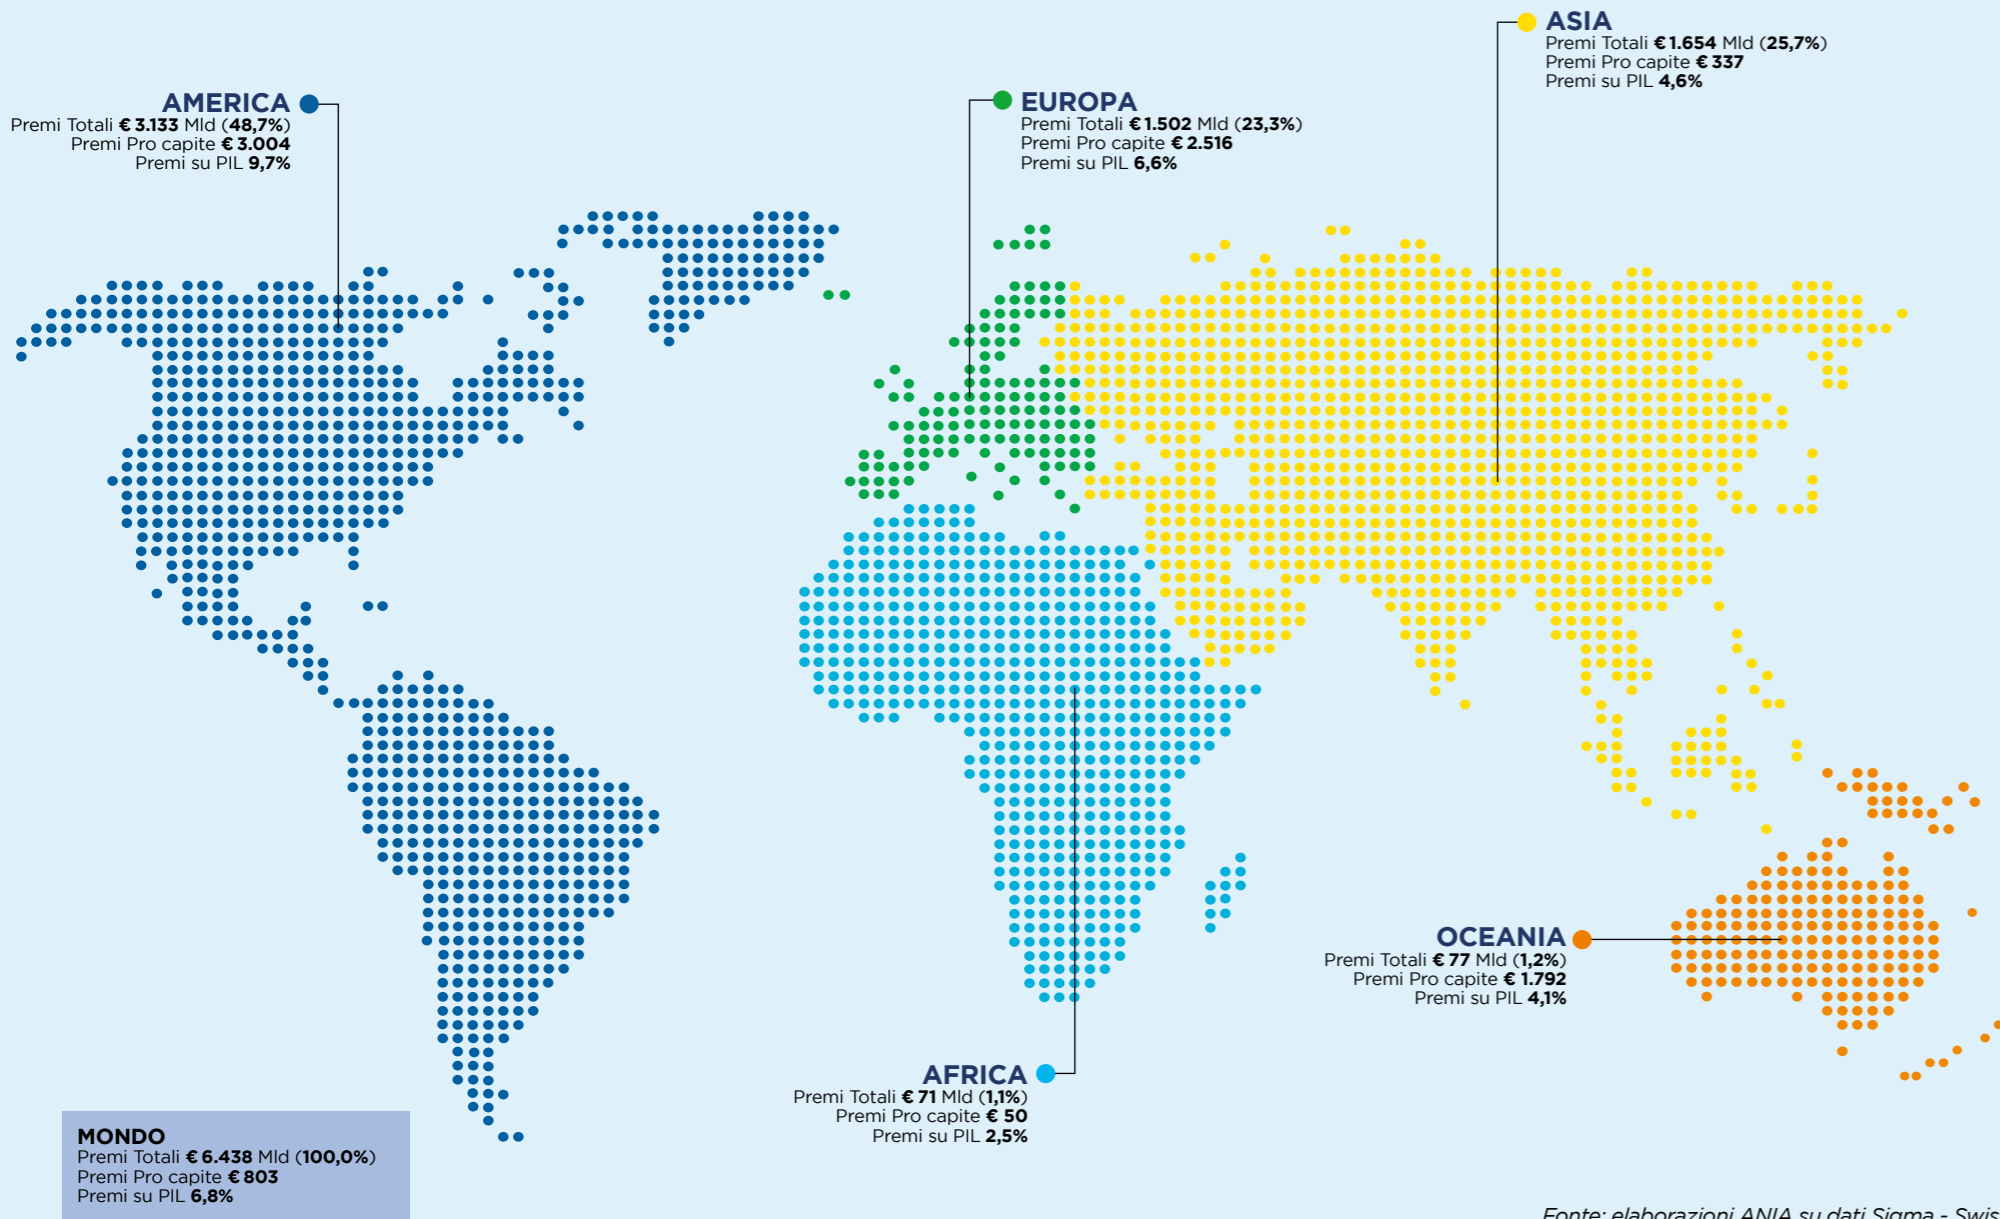 ASIA
Premi Totali € 1.654 Mld (25,7%)
Premi Pro capite € 337
Premi su PIL 4,6%
AMERICA
Premi Totali € 3.133 Mld (48,7%)
Premi Pro capite € 3.004
Premi su PIL 9,7%
EUROPA
Premi Totali € 1.502 Mld (23,3%)
Premi Pro capite € 2.516
Premi su PIL 6,6%
OCEANIA
Premi Totali € 77 Mld (1,2%)
Premi Pro capite € 1.792
Premi su PIL 4,1%
AFRICA
Premi Totali € 71 Mld (1,1%)
Premi Pro capite € 50
Premi su PIL 2,5%
MONDO
Premi Totali € 6.438 Mld (100,0%)
Premi Pro capite € 803
Premi su PIL 6,8%
Fonte: elaborazioni ANIA su dati Sigma - Swis